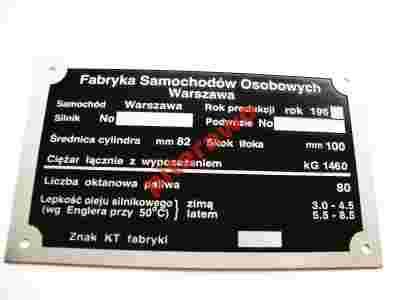 Fabryka Samochodów Osobowych
Warszawa
Samochód Warszawa Rok produkcji rok 196
Silnik No Podwozie No
Średnica cylindra mm 82 Skok tłoka mm 100
Ciężar łącznie z wyposażeniem kG 1460
Liczba oktanowa paliwa 80
Lepkość oleju silnikowego zimą 3.0 - 4.5
(wg Englera przy 50°C) latem 5.5 - 8.5
Znak KT fabryki